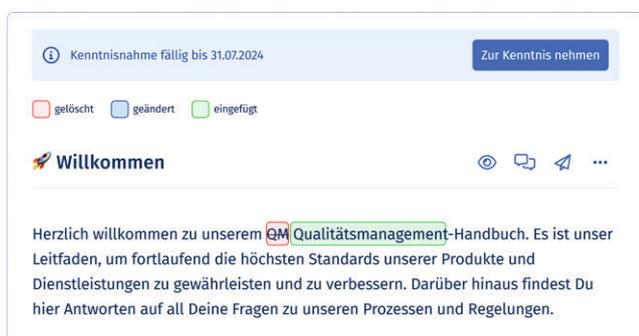 Kenntnisnahme fällig bis 31.07.2024
Zur Kenntnis nehmen
gelöscht geändert eingefügt
🚀 Willkommen
Herzlich willkommen zu unserem QM Qualitätsmanagement-Handbuch. Es ist unser
Leitfaden, um fortlaufend die höchsten Standards unserer Produkte und
Dienstleistungen zu gewährleisten und zu verbessern. Darüber hinaus findest Du
hier Antworten auf all Deine Fragen zu unseren Prozessen und Regelungen.